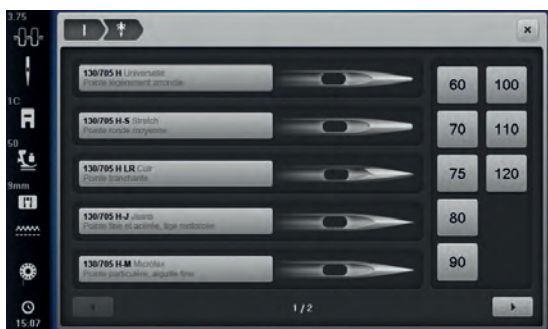 3.75
130/705 H Universelle
Pointe légèrement arrondie
60
100
1C
130/705 H-S Stretch
Pointe ronde moyenne
70
110
50
130/705 H LR Cuir
Pointe tranchante
75
120
9mm
130/705 H-J Jeans
Pointe fine et acérée, tige renforcée
80
130/705 H-M Microtex
Pointe particulière, aiguille fine
90
1/2
15:07